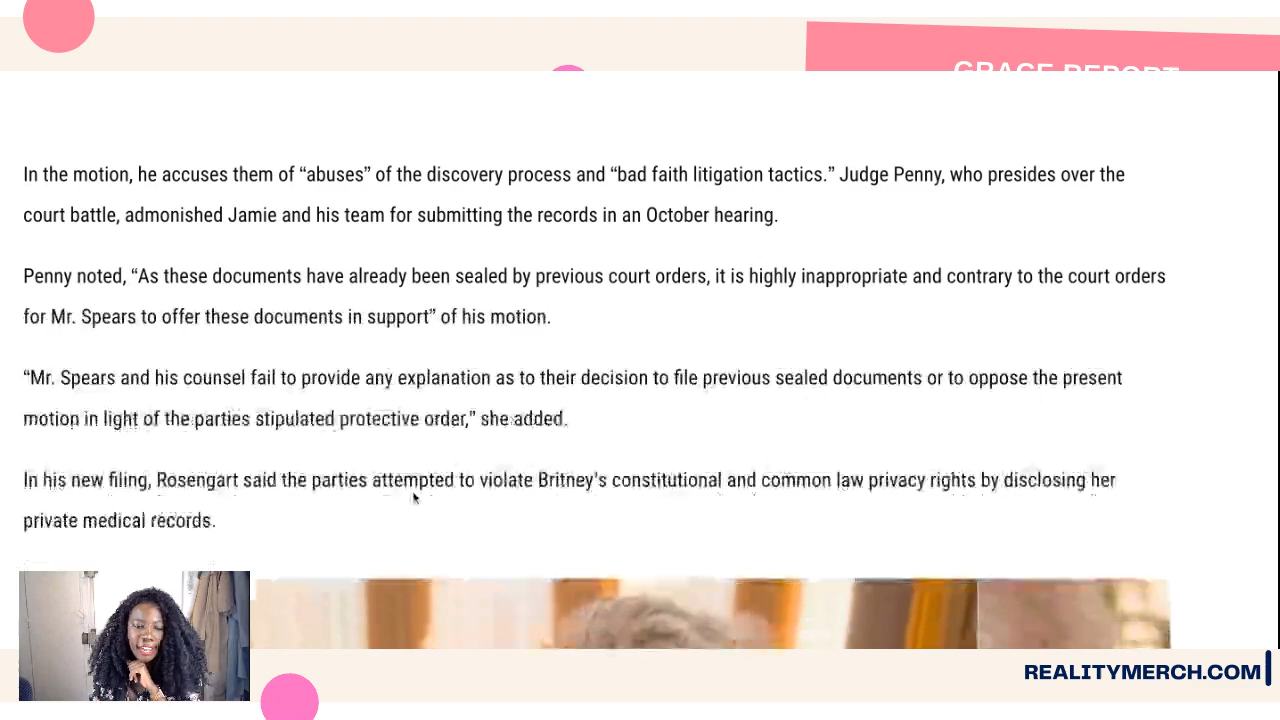 GRACE REPORT
In the motion, he accuses them of “abuses” of the discovery process and “bad faith litigation tactics.” Judge Penny, who presides over the
court battle, admonished Jamie and his team for submitting the records in an October hearing.
Penny noted, “As these documents have already been sealed by previous court orders, it is highly inappropriate and contrary to the court orders
for Mr. Spears to offer these documents in support” of his motion.
“Mr. Spears and his counsel fail to provide any explanation as to their decision to file previous sealed documents or to oppose the present
motion in light of the parties stipulated protective order,” she added.
In his new filing, Rosengart said the parties attempted to violate Britney's constitutional and common law privacy rights by disclosing her
private medical records.
REALITYMERCH.COM